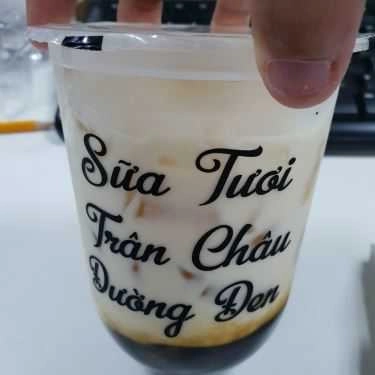 Sữa Tươi
Trân Châu
Đường Đen